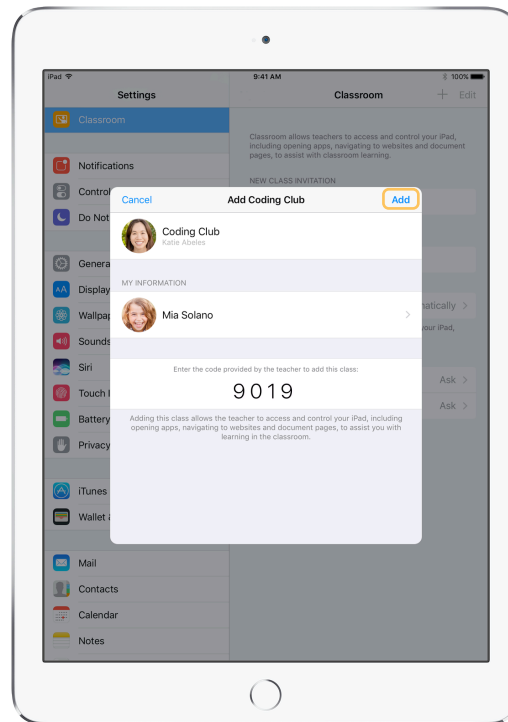 iPad
9:41 AM
100%
Settings
Classroom
Edit
Classroom
Classroom allows teachers to access and control your iPad,
including opening apps, navigating to websites and document
pages, to assist with classroom learning.
NEW CLASS INVITATION
Notifications
Control
Do Not
Cancel
Add Coding Club
Add
Coding Club
Katie Abeles
MY INFORMATION
Mia Solano
Enter the code provided by the teacher to add this class:
9019
Adding this class allows the teacher to access and control your iPad, including
opening apps, navigating to websites and document pages, to assist you with
learning in the classroom.
Genera
Display
Wallpap
natically
your iPad,
Sounds
Siri
Ask
Touch I
Ask
Battery
Privacy
iTunes
Wallet &
Mail
Contacts
Calendar
Notes